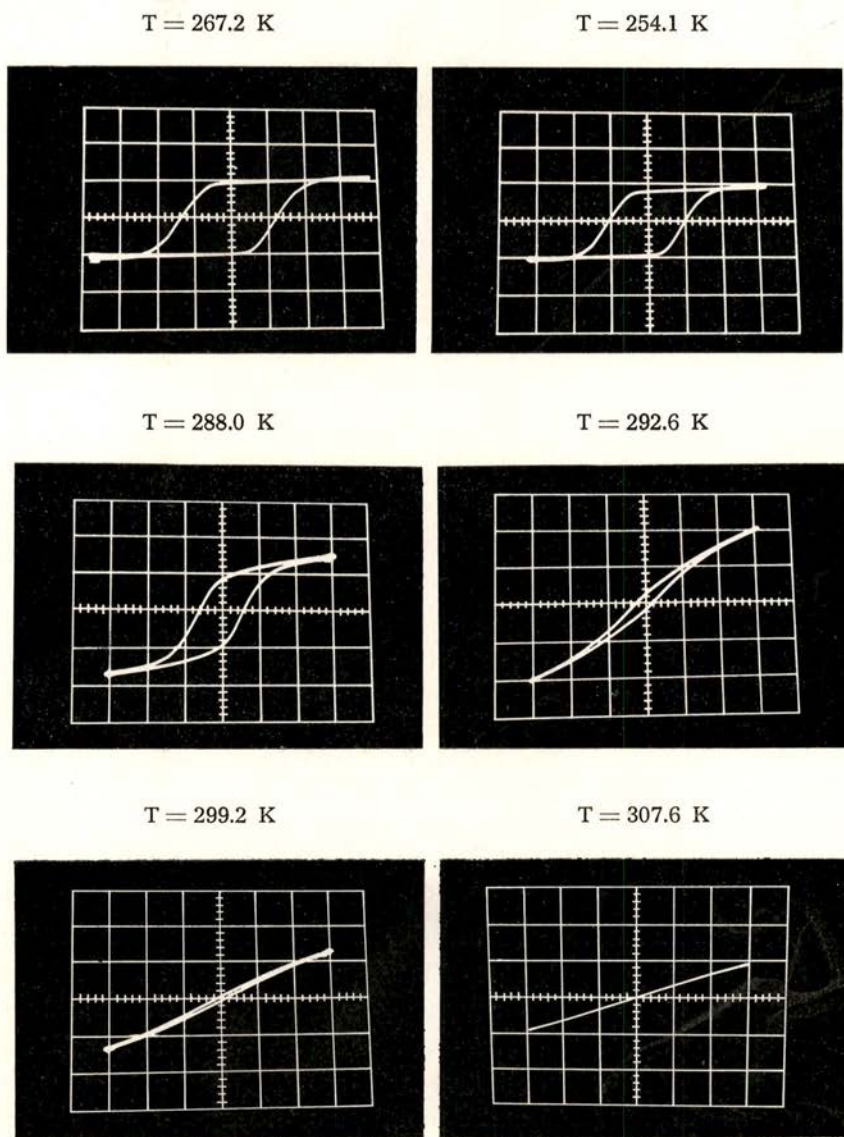 T = 267.2 K
T = 254.1 K
T = 288.0 K
T = 292.6 K
T = 299.2 K
T = 307.6 K